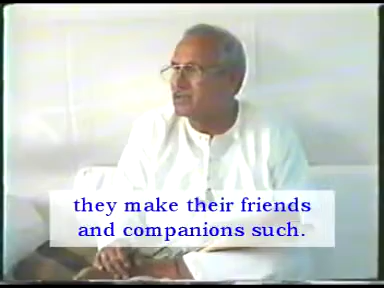 they make their friends
and companions such.